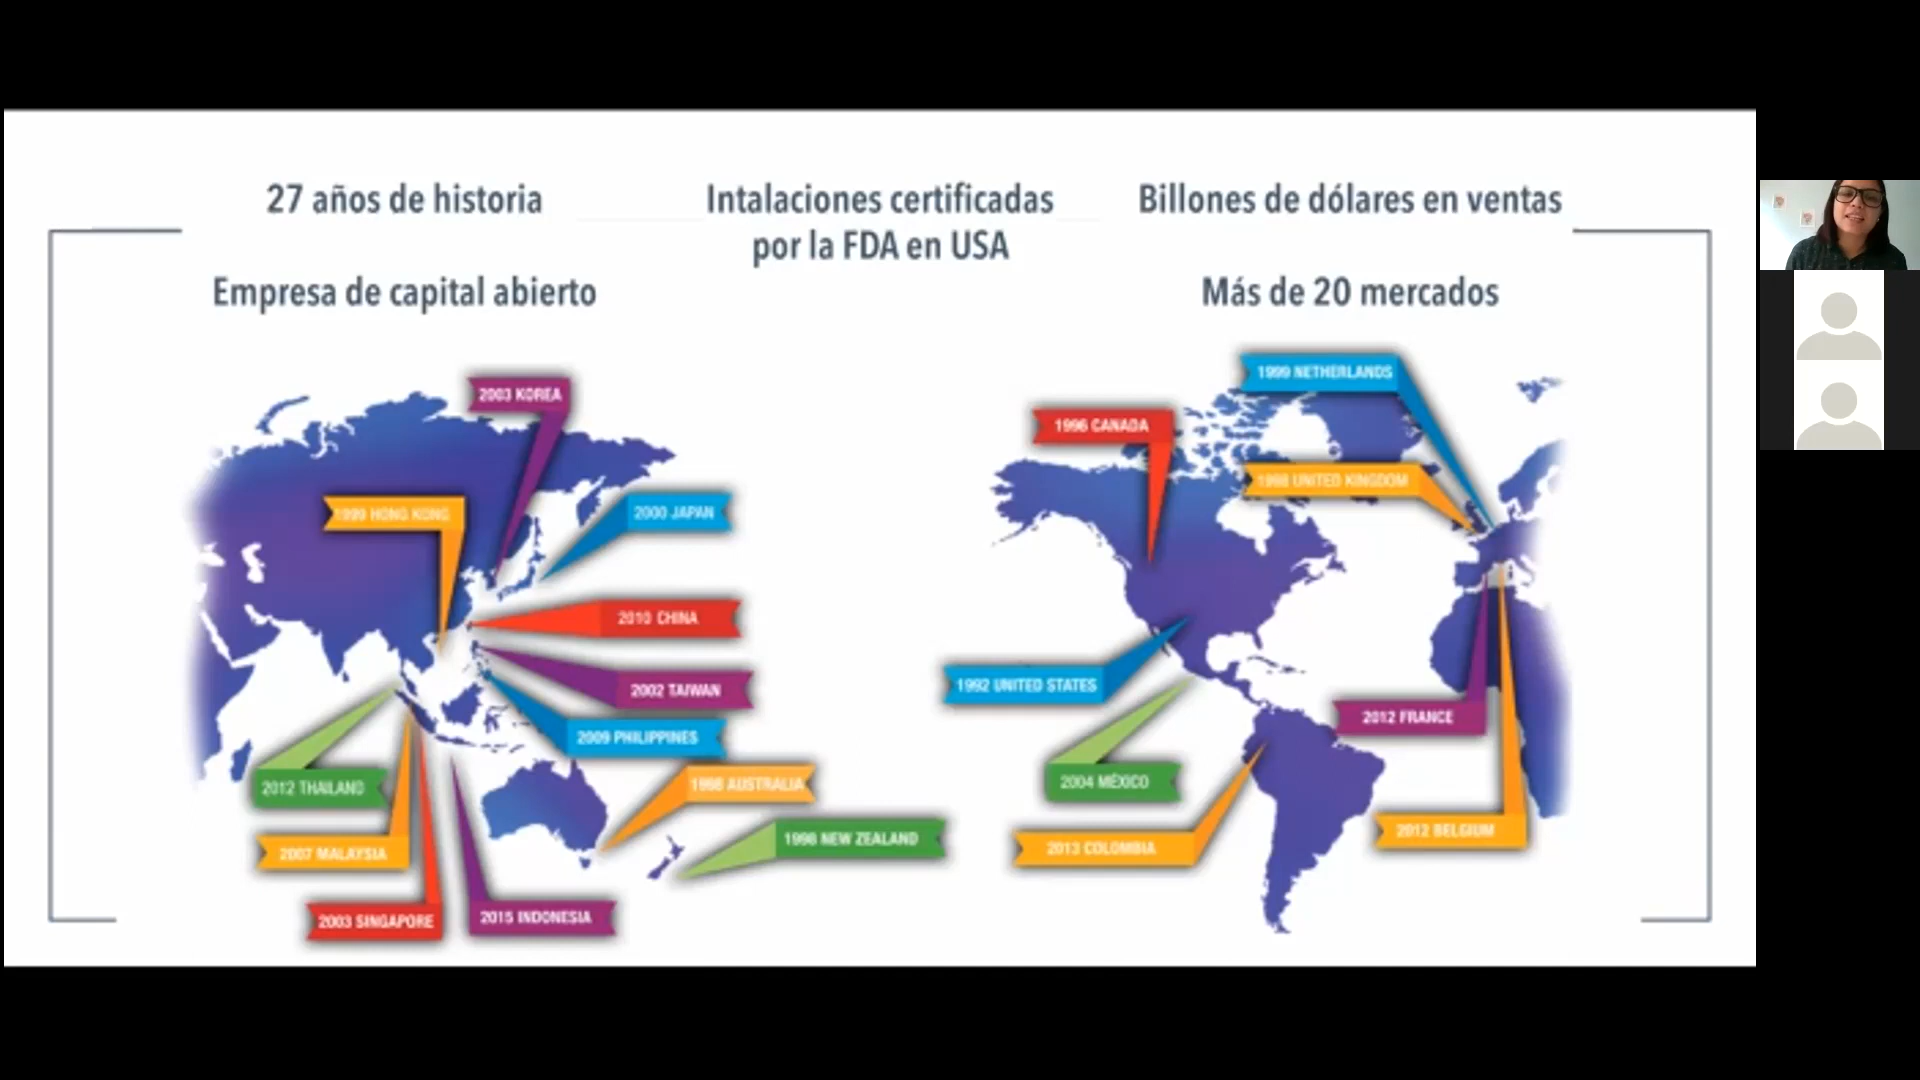 27 años de historia
Intalaciones certificadas
por la FDA en USA
Billones de dólares en ventas
Empresa de capital abierto
Más de 20 mercados
2003 KOREA
1999 HONG KONG
2000 JAPAN
2010 CHINA
2002 TAIWAN
2009 PHILIPPINES
2012 THAILAND
1998 AUSTRALIA
2007 MALAYSIA
1998 NEW ZEALAND
2003 SINGAPORE
2015 INDONESIA
1999 NETHERLANDS
1996 CANADA
1998 UNITED KINGDOM
1992 UNITED STATES
2012 FRANCE
2004 MÉXICO
2012 BELGIUM
2013 COLOMBIA